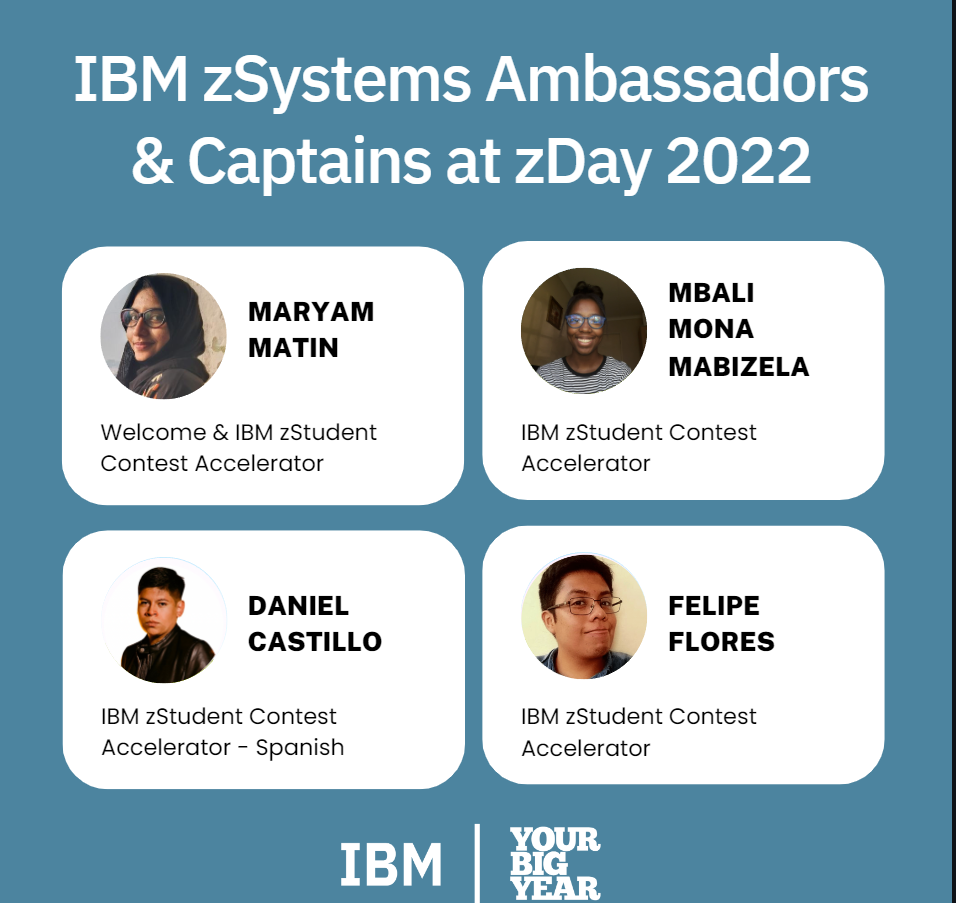 IBM zSystems Ambassadors
& Captains at zDay 2022
MARYAM
MATIN
Welcome & IBM zStudent
Contest Accelerator
MBALI
MONA
MABIZELA
IBM zStudent Contest
Accelerator
DANIEL
CASTILLO
IBM zStudent Contest
Accelerator - Spanish
FELIPE
FLORES
IBM zStudent Contest
Accelerator
IBM
YOUR
BIG
YEAR